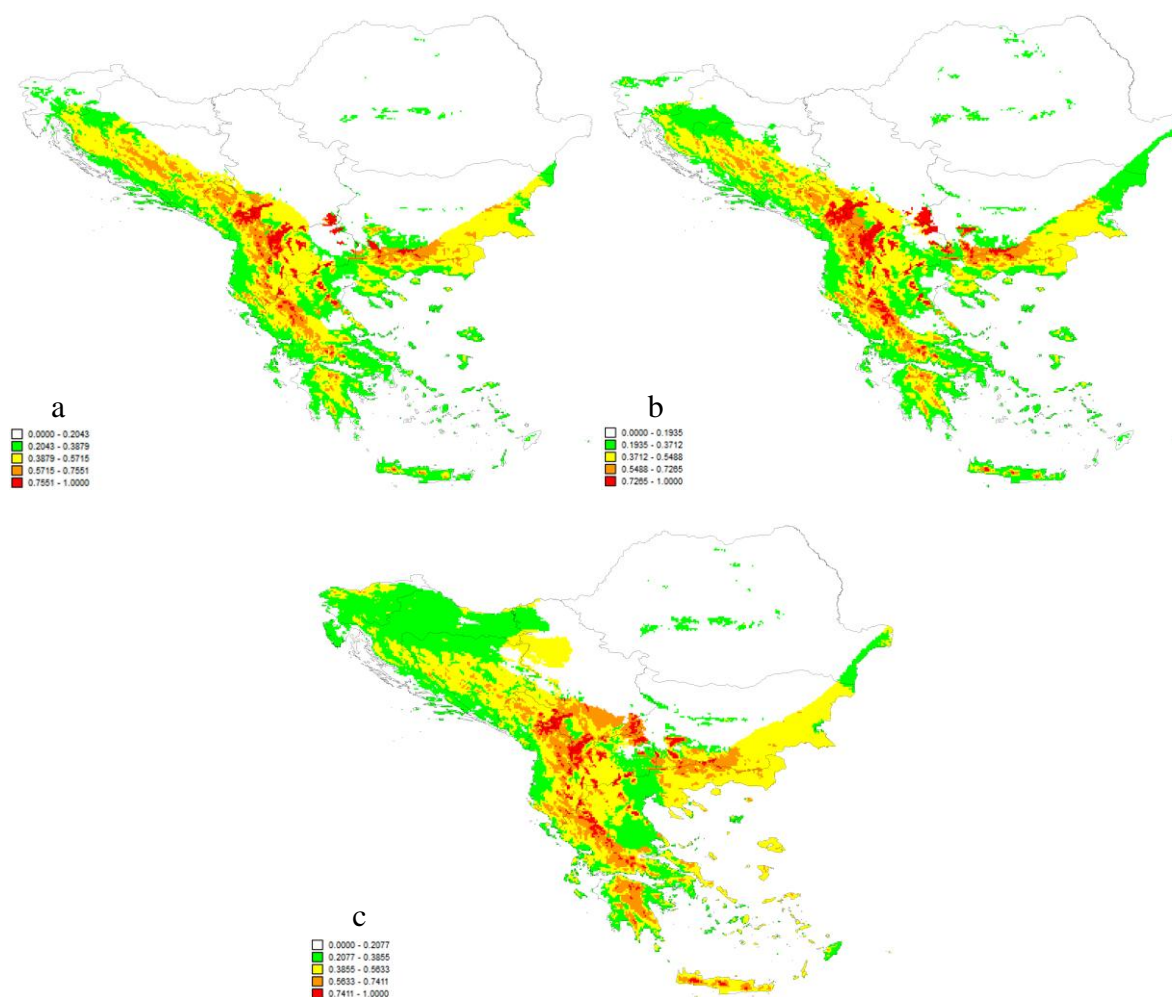 a
0.0000 - 0.2043
0.2043 - 0.3879
0.3879 - 0.5715
0.5715 - 0.7551
0.7551 - 1.0000
b
0.0000 - 0.1935
0.1935 - 0.3712
0.3712 - 0.5488
0.5488 - 0.7265
0.7265 - 1.0000
c
0.0000 - 0.2077
0.2077 - 0.3855
0.3855 - 0.5633
0.5633 - 0.7411
0.7411 - 1.0000